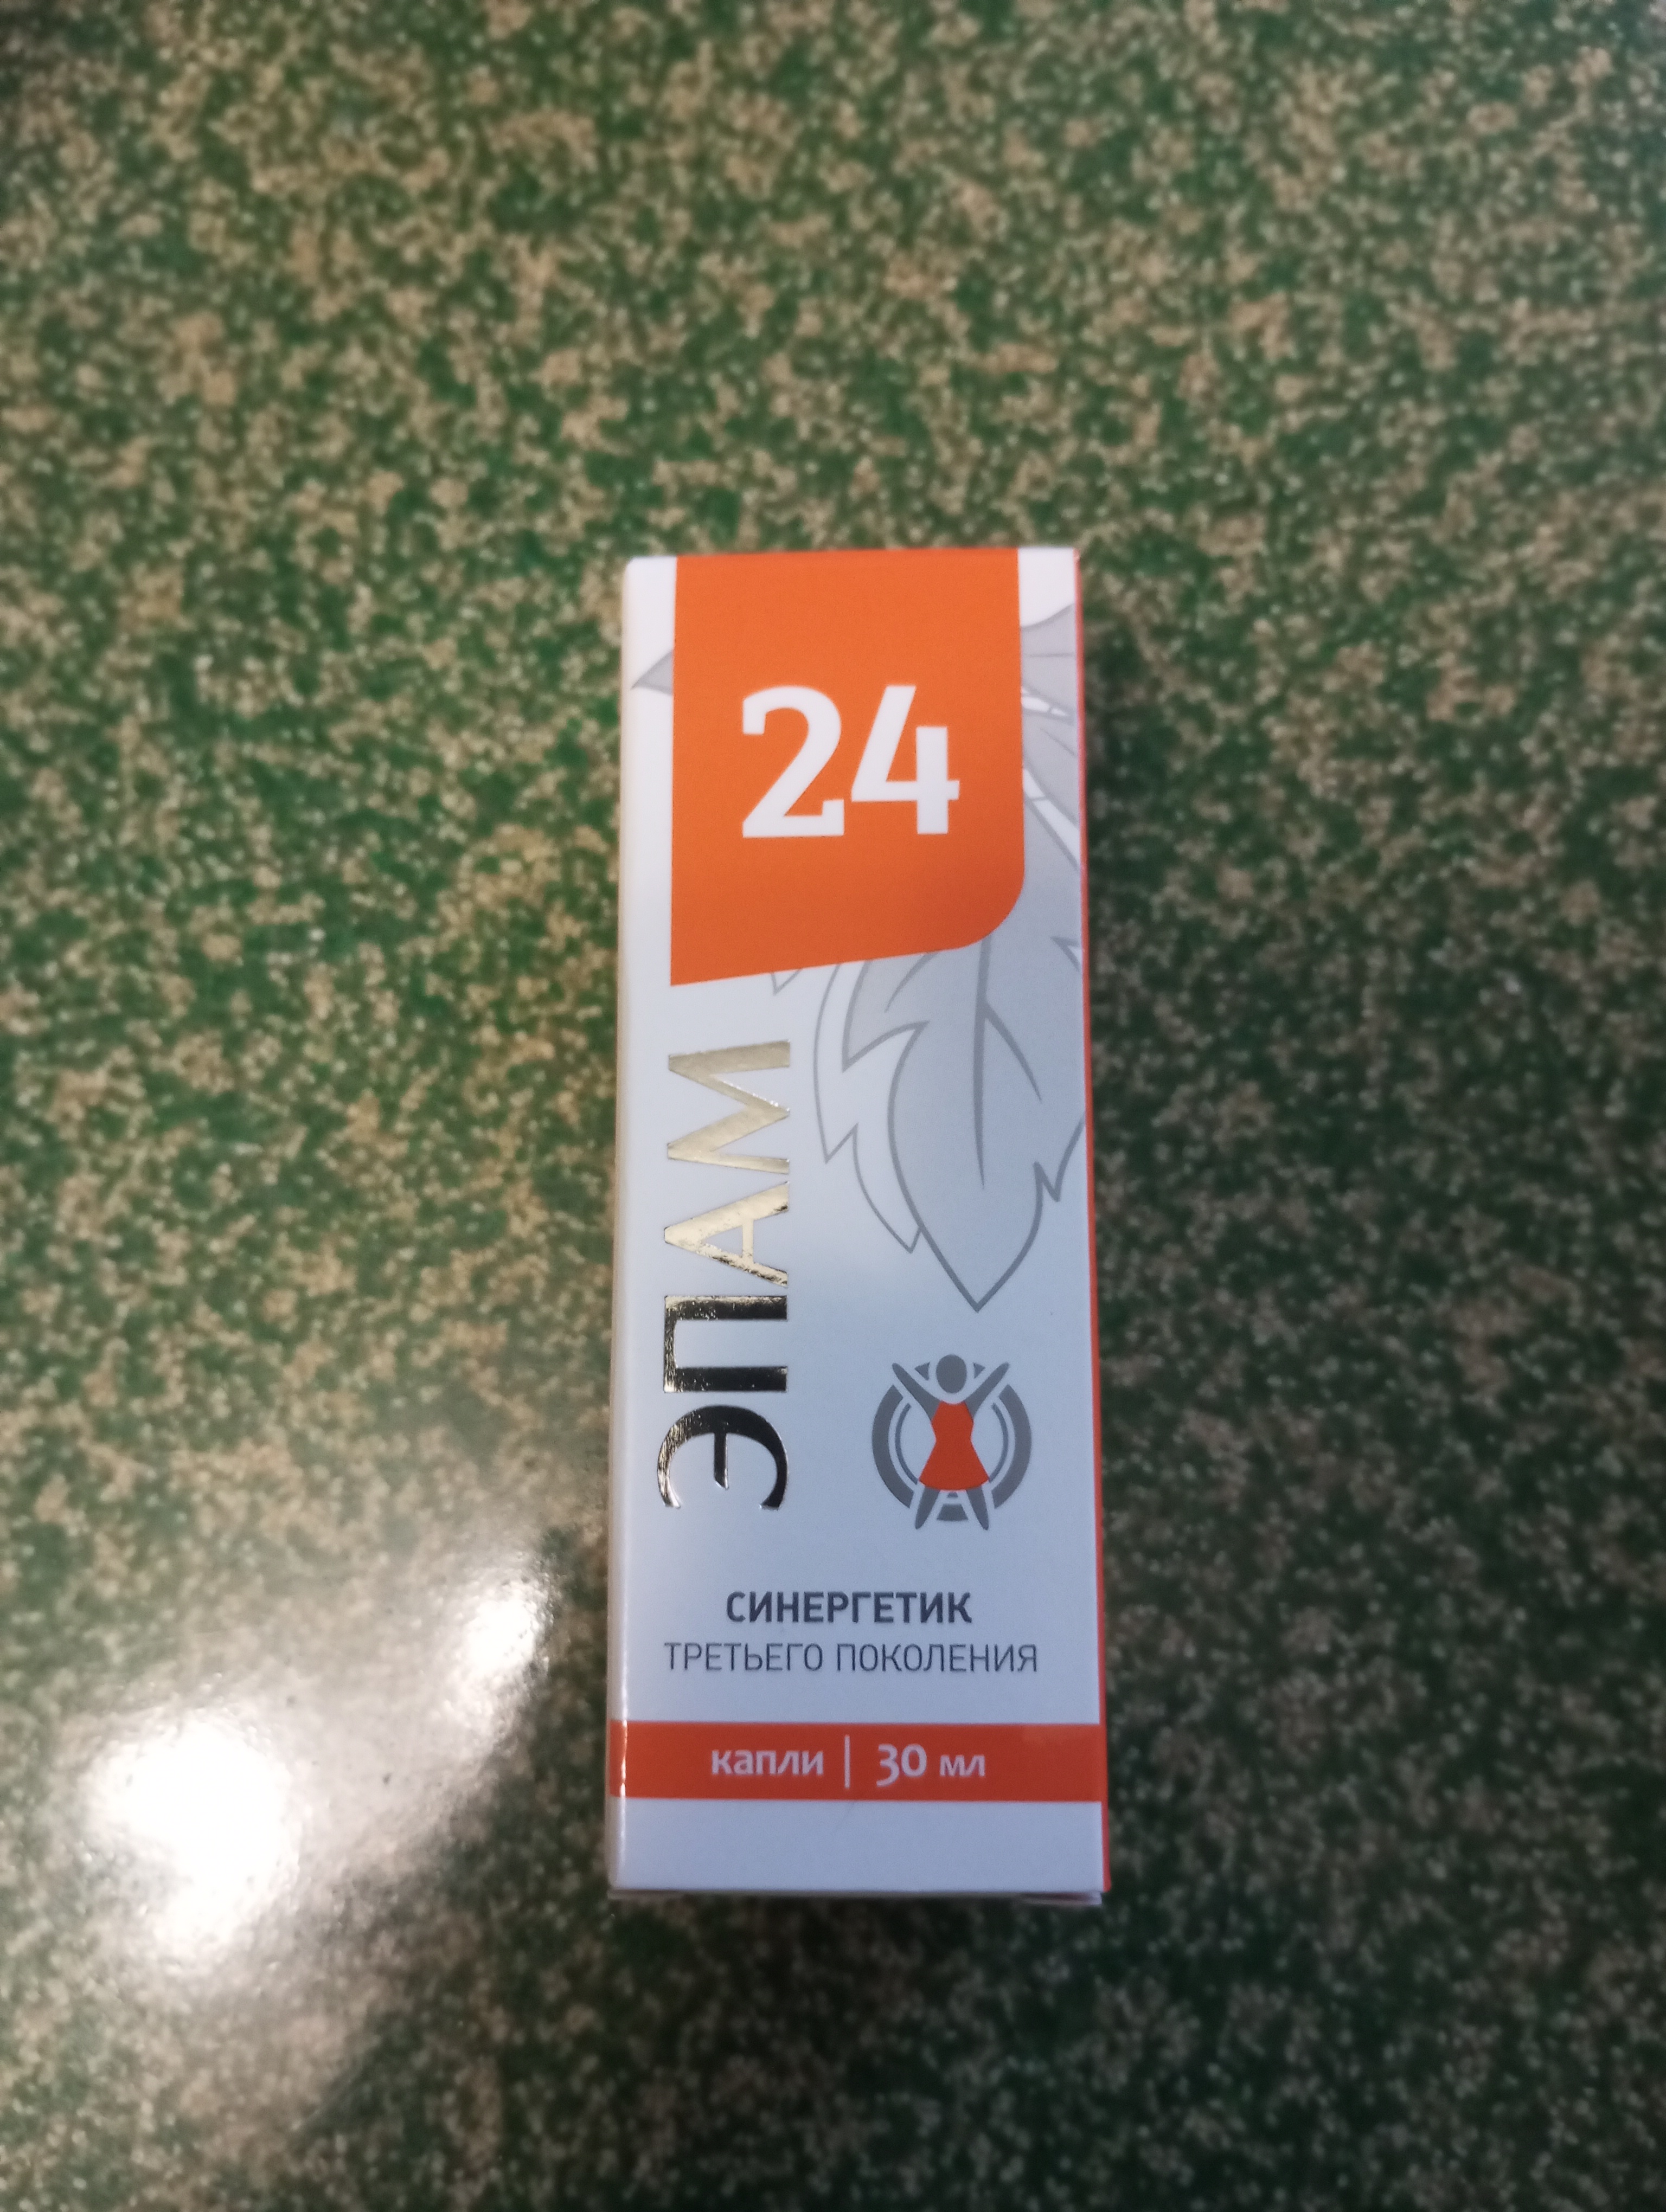 24
ЭПАМ
СИНЕРГЕТИК
ТРЕТЬЕГО ПОКОЛЕНИЯ
капли | 30 мл